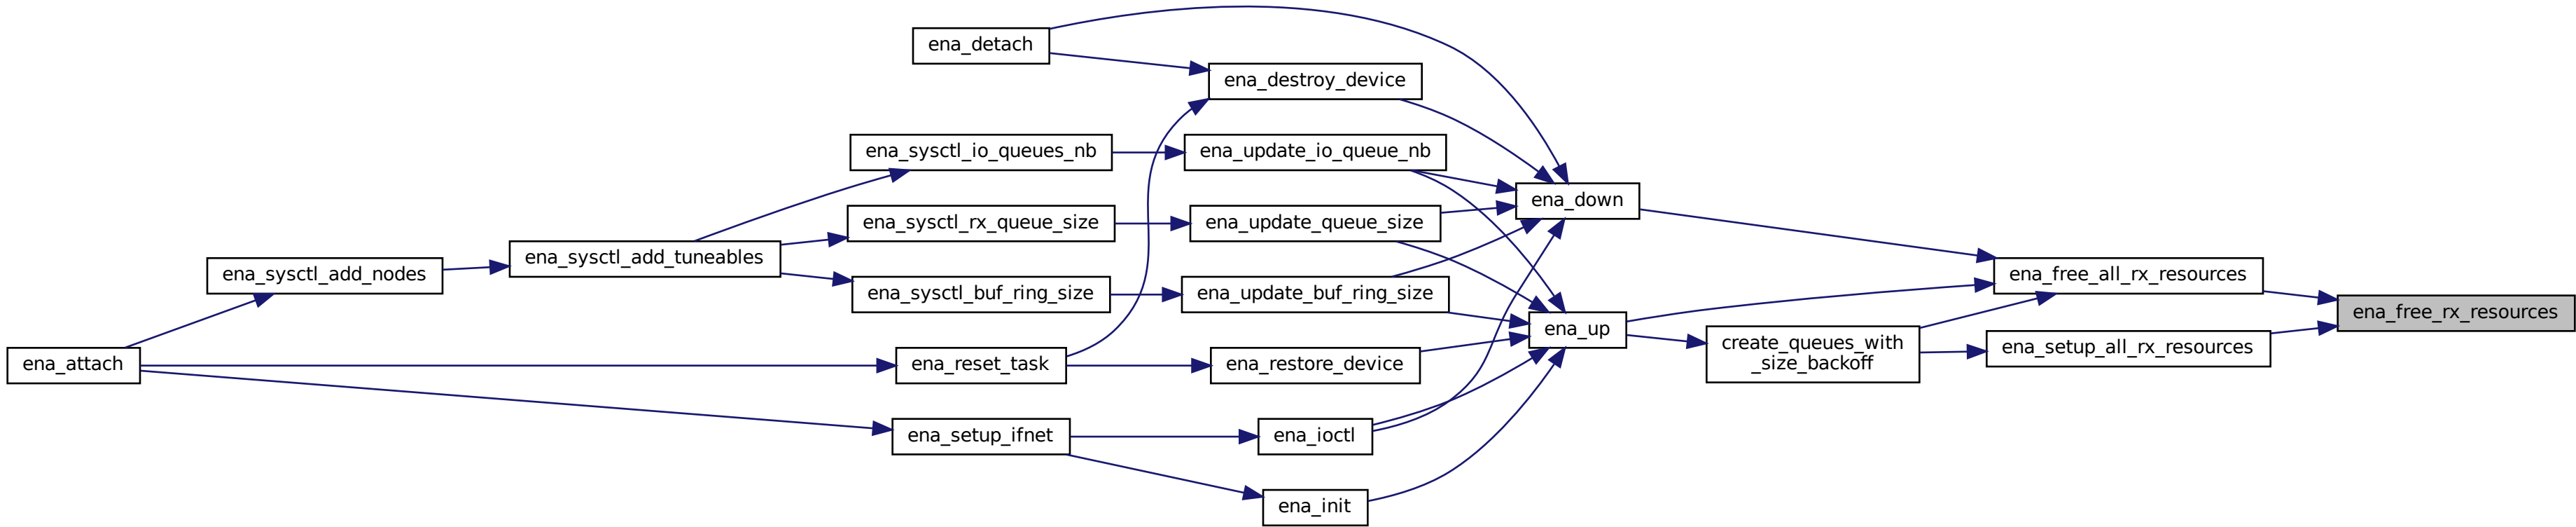 ena_detach
ena_destroy_device
ena_sysctl_io_queues_nb
ena_update_io_queue_nb
ena_down
ena_sysctl_rx_queue_size
ena_update_queue_size
ena_sysctl_add_tuneables
ena_sysctl_add_nodes
ena_free_all_rx_resources
ena_sysctl_buf_ring_size
ena_update_buf_ring_size
ena_free_rx_resources
ena_up
create_queues_with
_size_backoff
ena_setup_all_rx_resources
ena_attach
ena_reset_task
ena_restore_device
ena_setup_ifnet
ena_ioctl
ena_init